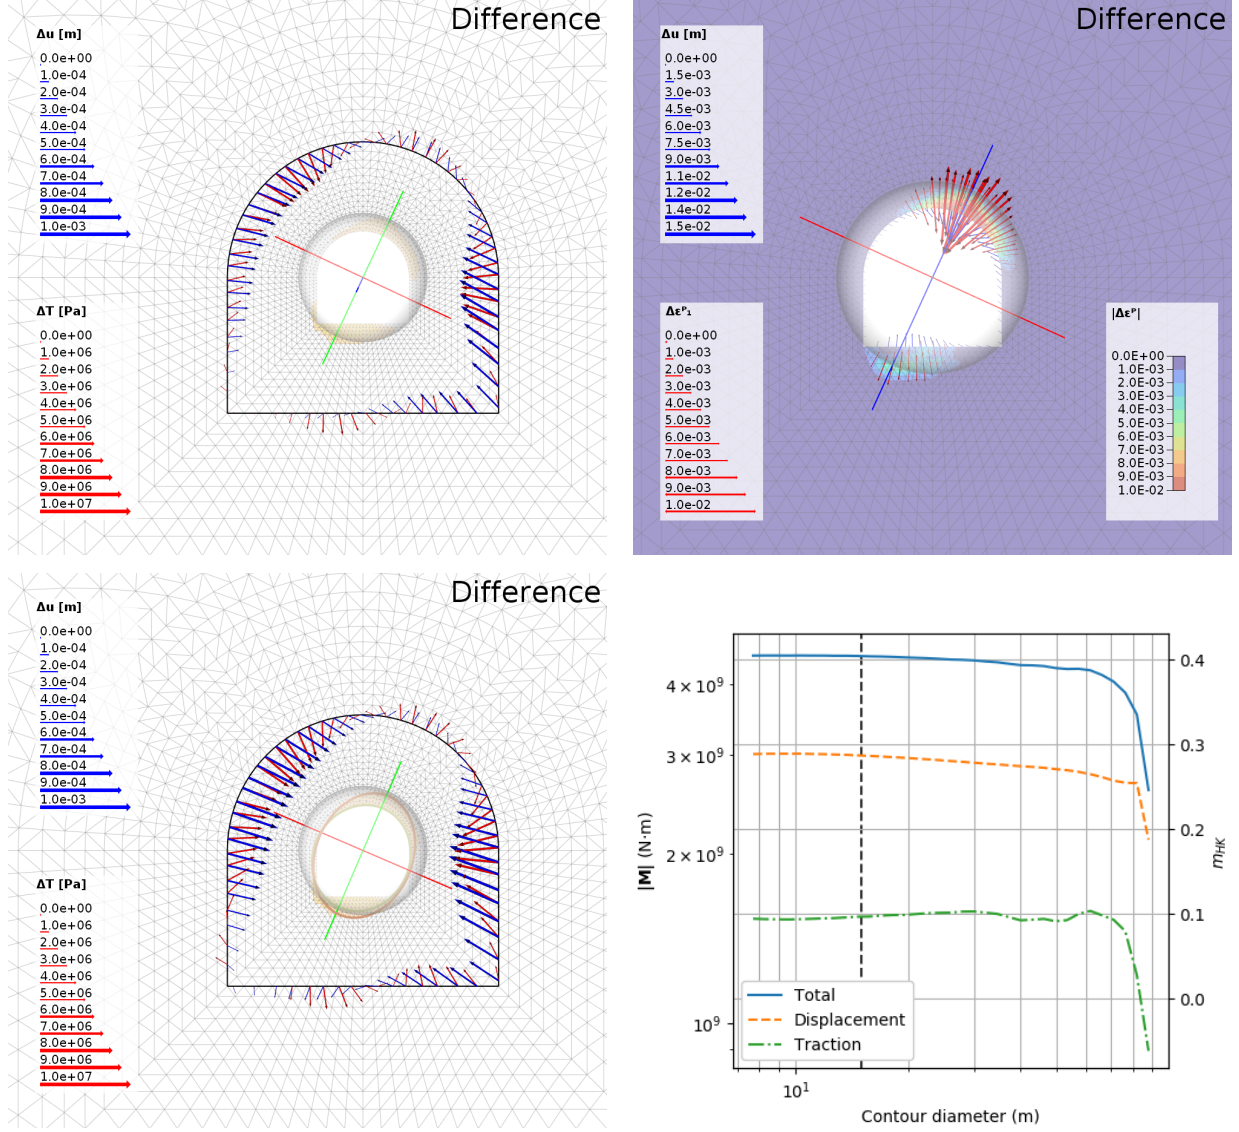 Difference
Δu [m]
0.0e+00
1.0e-04
2.0e-04
3.0e-04
4.0e-04
5.0e-04
6.0e-04
7.0e-04
8.0e-04
9.0e-04
1.0e-03
ΔT [Pa]
0.0e+00
1.0e+06
2.0e+06
3.0e+06
4.0e+06
5.0e+06
6.0e+06
7.0e+06
8.0e+06
9.0e+06
1.0e+07
Difference
Δu [m]
0.0e+00
1.5e-03
3.0e-03
4.5e-03
6.0e-03
7.5e-03
9.0e-03
1.1e-02
1.2e-02
1.4e-02
1.5e-02
Δεᵖ₁
0.0e+00
1.0e-03
2.0e-03
3.0e-03
4.0e-03
5.0e-03
6.0e-03
7.0e-03
8.0e-03
9.0e-03
1.0e-02
|Δεᵖ|
0.0E+00
1.0E-03
2.0E-03
3.0E-03
4.0E-03
5.0E-03
6.0E-03
7.0E-03
8.0E-03
9.0E-03
1.0E-02
Difference
Δu [m]
0.0e+00
1.0e-04
2.0e-04
3.0e-04
4.0e-04
5.0e-04
6.0e-04
7.0e-04
8.0e-04
9.0e-04
1.0e-03
ΔT [Pa]
0.0e+00
1.0e+06
2.0e+06
3.0e+06
4.0e+06
5.0e+06
6.0e+06
7.0e+06
8.0e+06
9.0e+06
1.0e+07
|M| (N·m)
4 × 10⁹
3 × 10⁹
2 × 10⁹
10⁹
0.4
0.3
0.2
0.1
0.0
m_HK
Total
Displacement
Traction
10¹
Contour diameter (m)